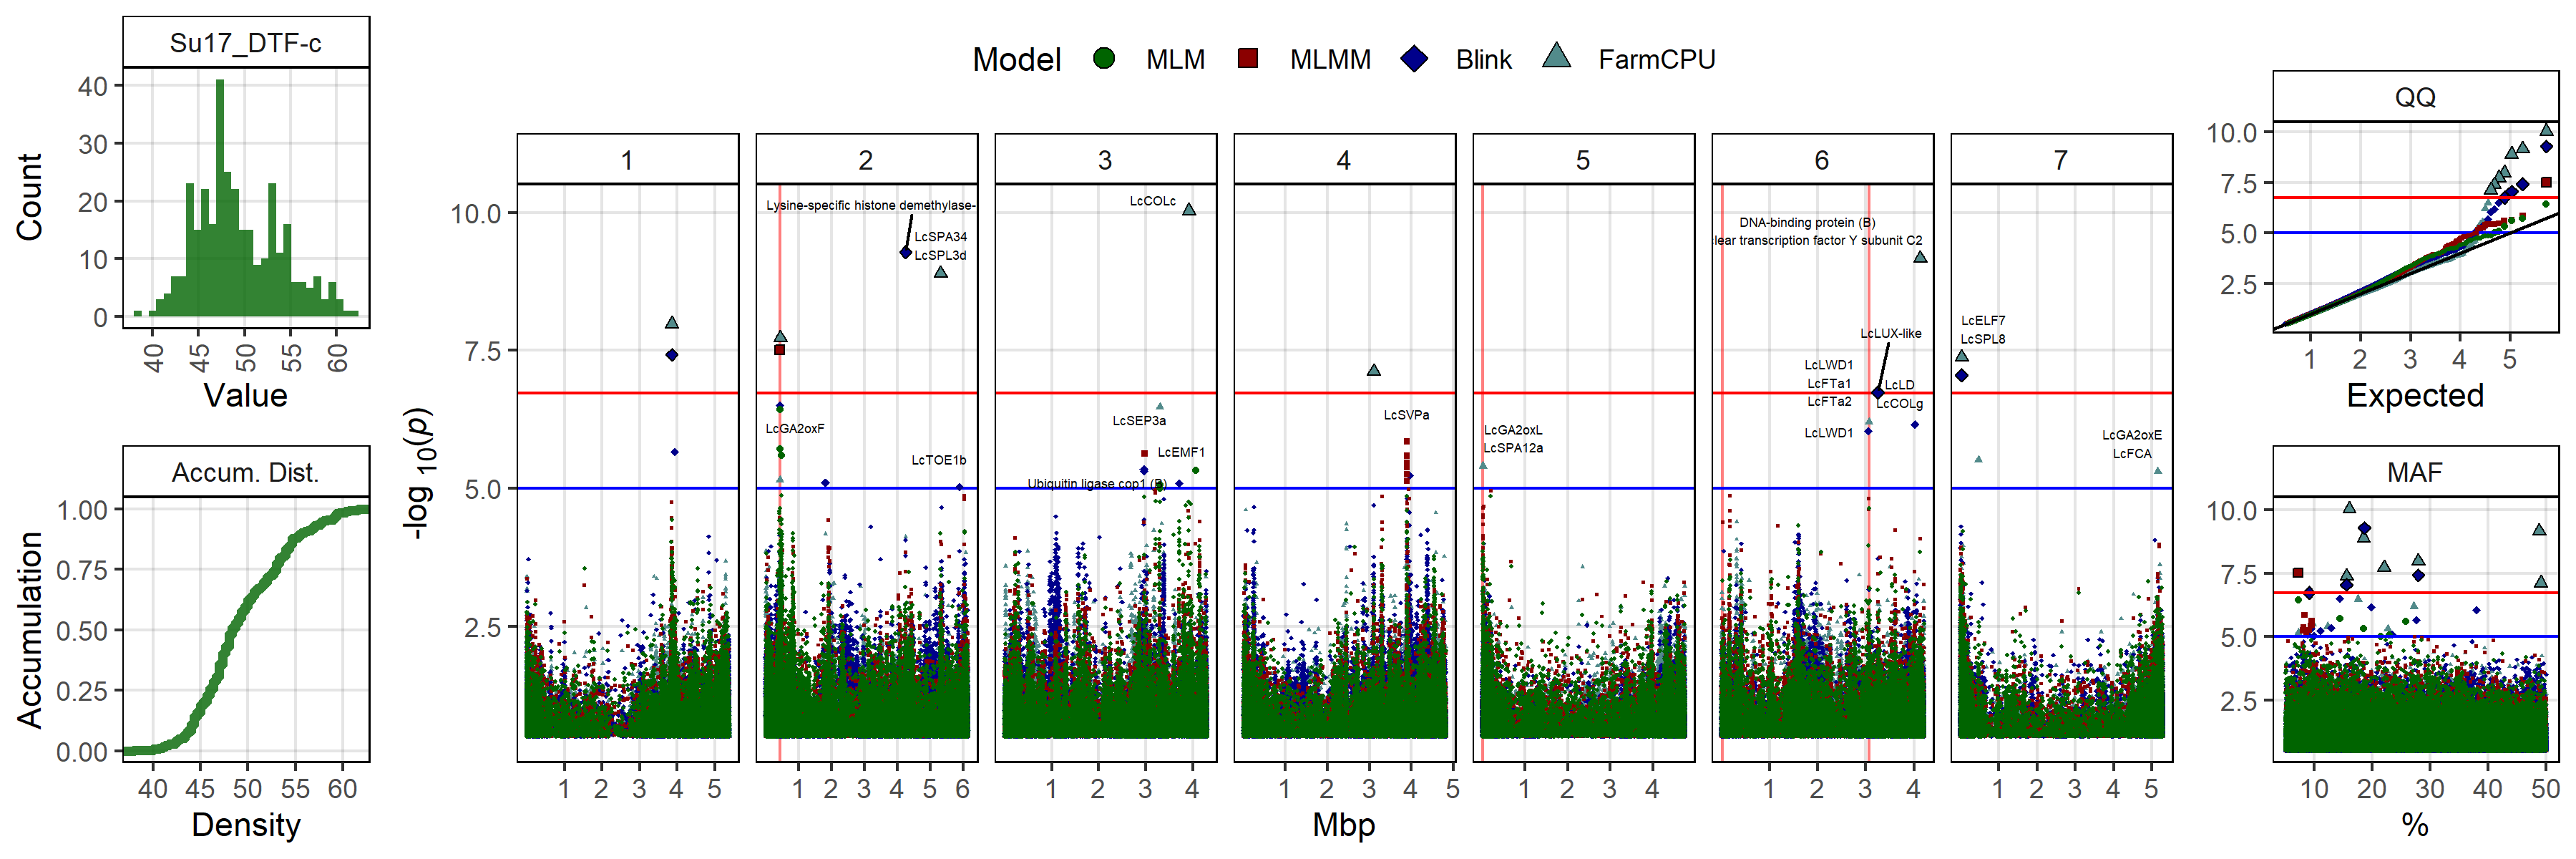 Su17_DTF-c
40
30
20
10
0
Count
40 45 50 55 60
Value
Accum. Dist.
1.00
0.75
0.50
0.25
0.00
Accumulation
40 45 50 55 60
Density
Model MLM MLMM Blink FarmCPU
1 2 3 4 5 6 7
10.0
7.5
5.0
2.5
-log 10(p)
Lysine-specific histone demethylase-
LcSPA34
LcSPL3d
LcGA2oxF
LcTOE1b
LcCOLc
LcSEP3a
LcEMF1
Ubiquitin ligase cop1 (B)
LcSVPa
LcGA2oxL
LcSPA12a
DNA-binding protein (B)
lear transcription factor Y subunit C2
LcLUX-like
LcLWD1
LcFTa1
LcLD
LcFTa2
LcCOLg
LcLWD1
LcELF7
LcSPL8
LcGA2oxE
LcFCA
1 2 3 4 5
1 2 3 4 5 6
1 2 3 4
1 2 3 4 5
1 2 3 4
1 2 3 4
1 2 3 4 5
Mbp
QQ
10.0
7.5
5.0
2.5
1 2 3 4 5
Expected
MAF
10.0
7.5
5.0
2.5
10 20 30 40 50
%